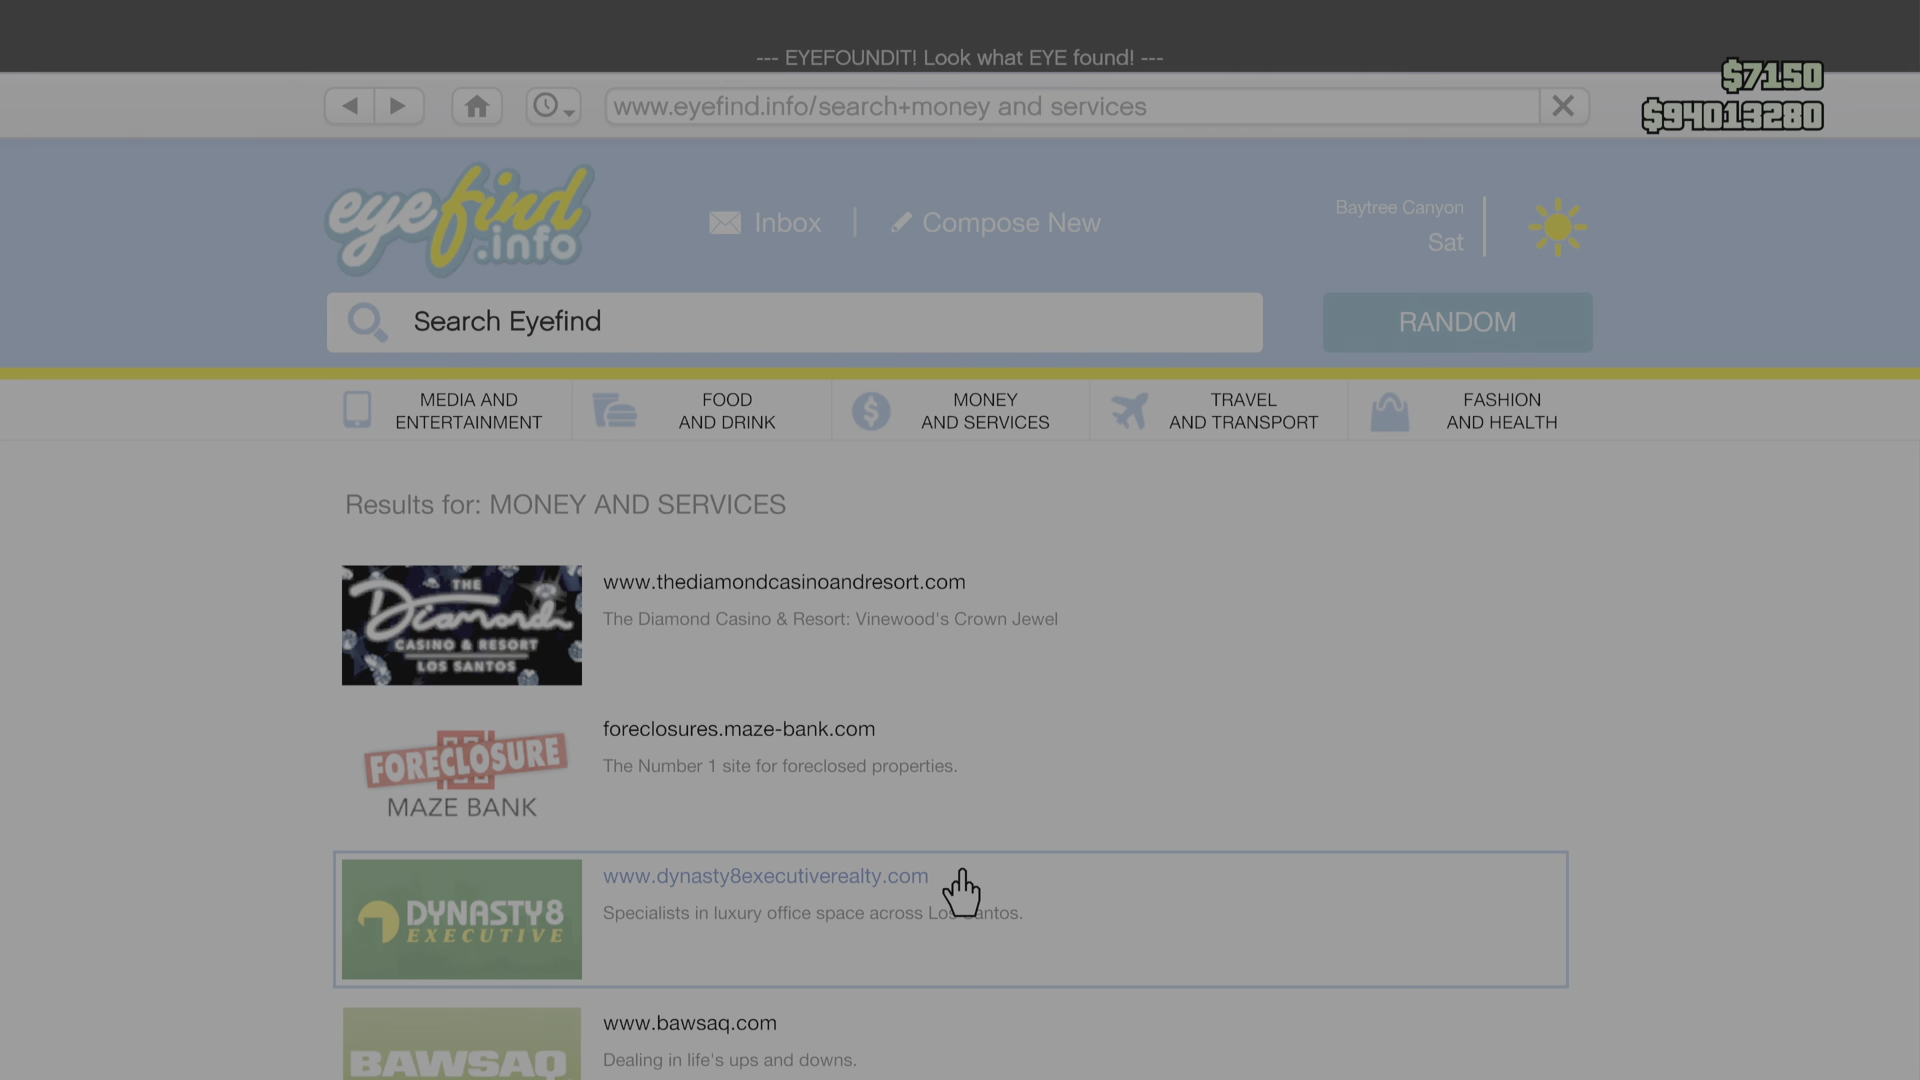 --- EYEFOUNDIT! Look what EYE found! ---
$7150
www.eyefind.info/search+money and services
$94013280
eyefind
.info
Inbox
Compose New
Baytree Canyon
Sat
Search Eyefind
RANDOM
MEDIA AND
ENTERTAINMENT
FOOD
AND DRINK
MONEY
AND SERVICES
TRAVEL
AND TRANSPORT
FASHION
AND HEALTH
Results for: MONEY AND SERVICES
THE
Diamond
CASINO & RESORT
LOS SANTOS
www.thediamondcasinoandresort.com
The Diamond Casino & Resort: Vinewood's Crown Jewel
FORECLOSURE
MAZE BANK
foreclosures.maze-bank.com
The Number 1 site for foreclosed properties.
DYNASTY8
EXECUTIVE
www.dynasty8executiverealty.com
Specialists in luxury office space across Los Santos.
BAWSAQ
www.bawsaq.com
Dealing in life's ups and downs.